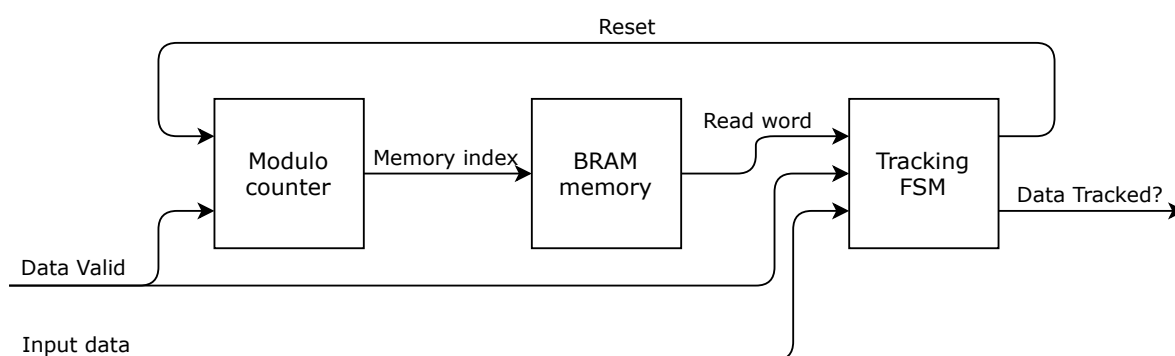 Reset
Modulo
counter
Memory index
BRAM
memory
Read word
Tracking
FSM
Data Tracked?
Data Valid
Input data